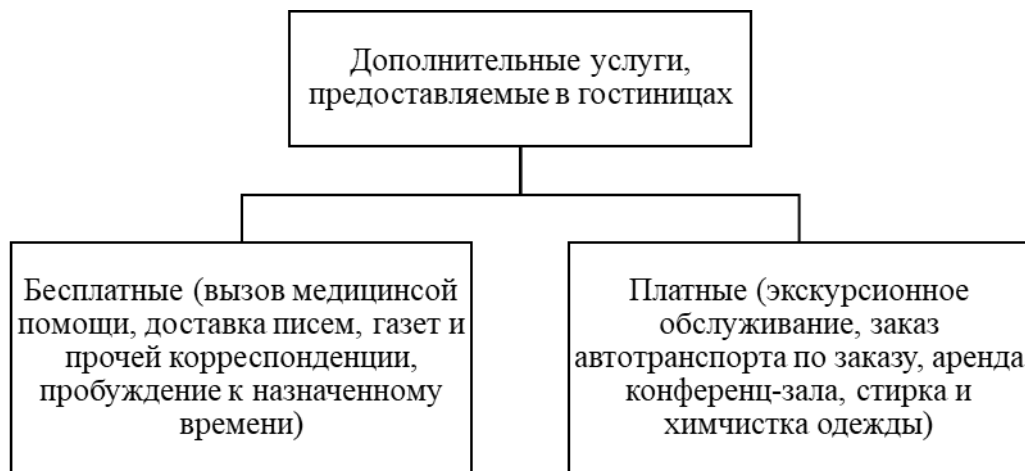 Дополнительные услуги,
предоставляемые в гостиницах
Бесплатные (вызов медицинсой
помощи, доставка писем, газет и
прочей корреспонденции,
пробуждение к назначенному
времени)
Платные (экскурсионное
обслуживание, заказ
автотранспорта по заказу, аренда
конференц-зала, стирка и
химчистка одежды)